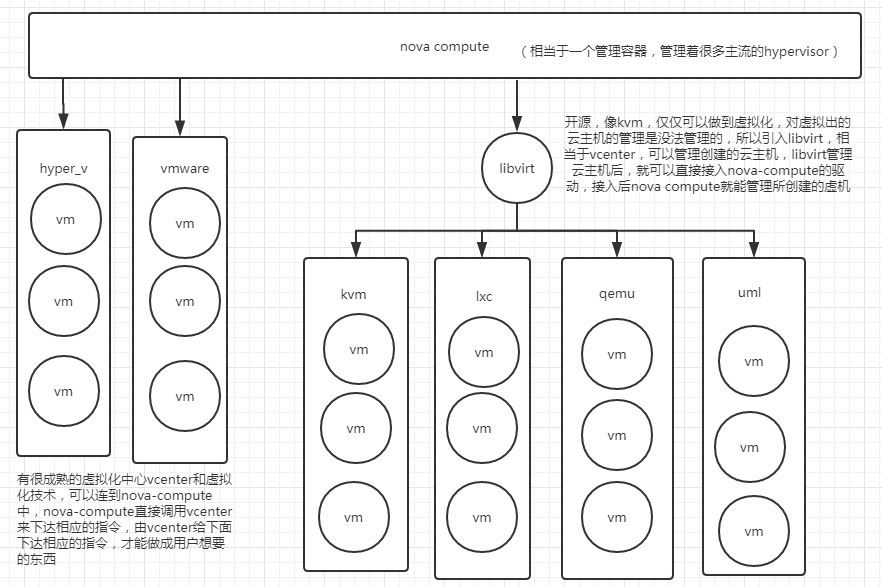 nova compute （相当于一个管理容器，管理着很多主流的hypervisor）
开源，像kvm，仅仅可以做到虚拟化，对虚拟出的
云主机的管理是没法管理的，所以引入libvirt，相
当于vcenter，可以管理创建的云主机，libvirt管理
云主机后，就可以直接接入nova-compute的驱
动，接入后nova compute就能管理所创建的虚机
libvirt
hyper_v
vm
vm
vm
vmware
vm
vm
vm
kvm
vm
vm
vm
lxc
vm
vm
vm
qemu
vm
vm
vm
uml
vm
vm
vm
有很成熟的虚拟化中心vcenter和虚拟
化技术，可以连到nova-compute
中，nova-compute直接调用vcenter
来下达相应的指令，由vcenter给下面
下达相应的指令，才能做成用户想要
的东西